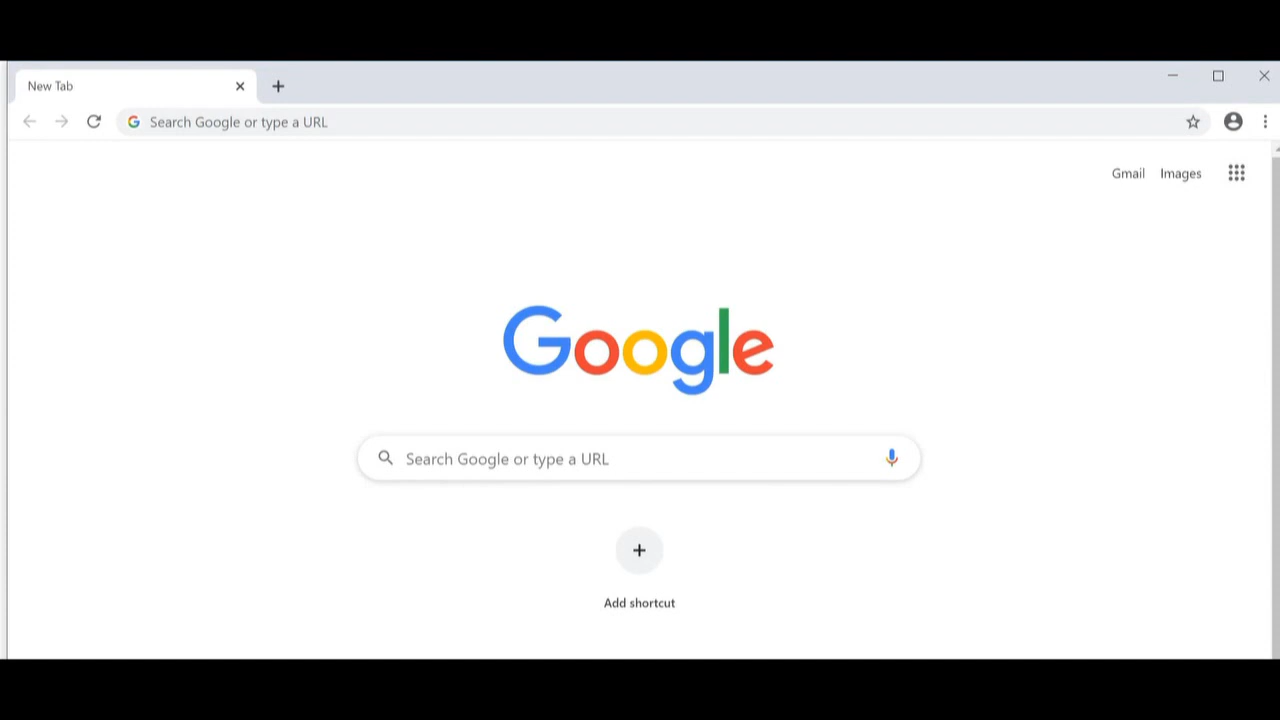 New Tab
Search Google or type a URL
Gmail Images
Google
Search Google or type a URL
Add shortcut